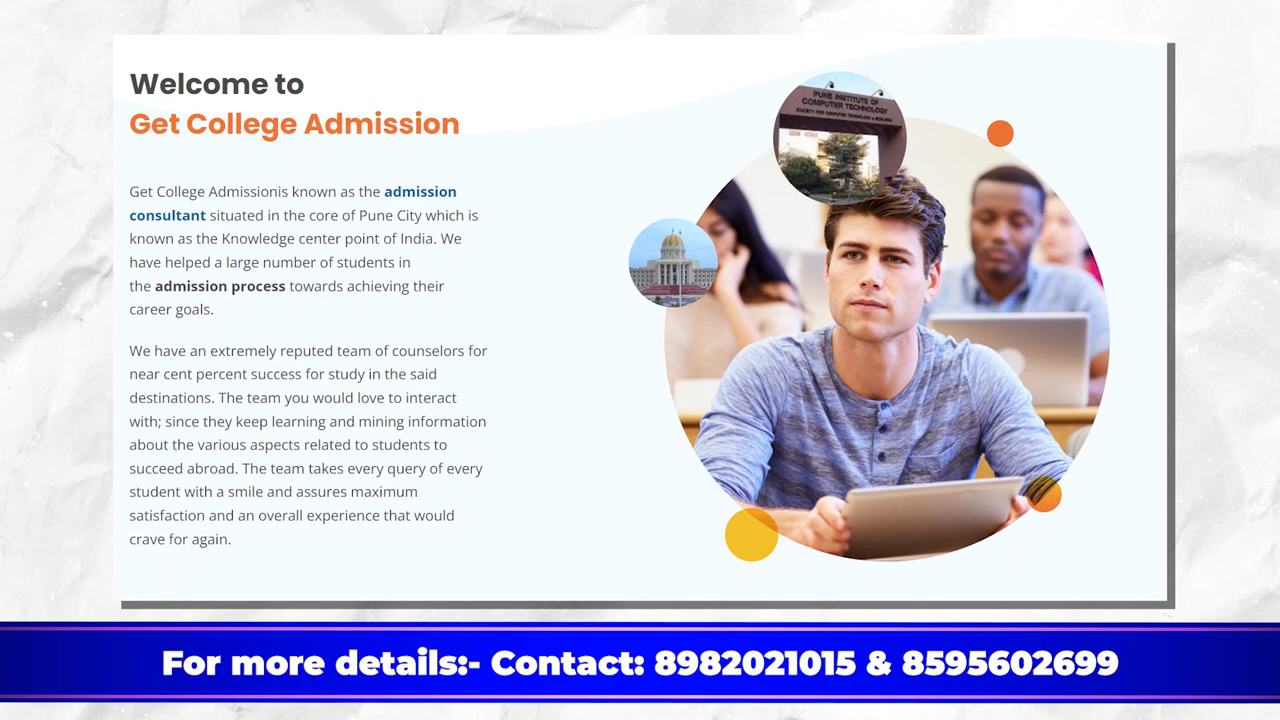 Welcome to
Get College Admission
Get College Admissionis known as the admission
consultant situated in the core of Pune City which is
known as the Knowledge center point of India. We
have helped a large number of students in
the admission process towards achieving their
career goals.
We have an extremely reputed team of counselors for
near cent percent success for study in the said
destinations. The team you would love to interact
with; since they keep learning and mining information
about the various aspects related to students to
succeed abroad. The team takes every query of every
student with a smile and assures maximum
satisfaction and an overall experience that would
crave for again.
PUNE INSTITUTE OF
COMPUTER TECHNOLOGY
For more details:- Contact: 8982021015 & 8595602699